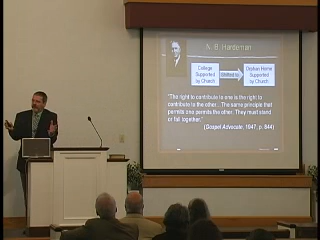 N. B. Hardeman
College
Supported
by Church
Orphan Home
Supported
by Church
"The right to contribute to one is the right to
contribute to the other... The same principle that
permits one permits the other. They must stand
or fall together."
(Gospel Advocate, 1947, p. 844)